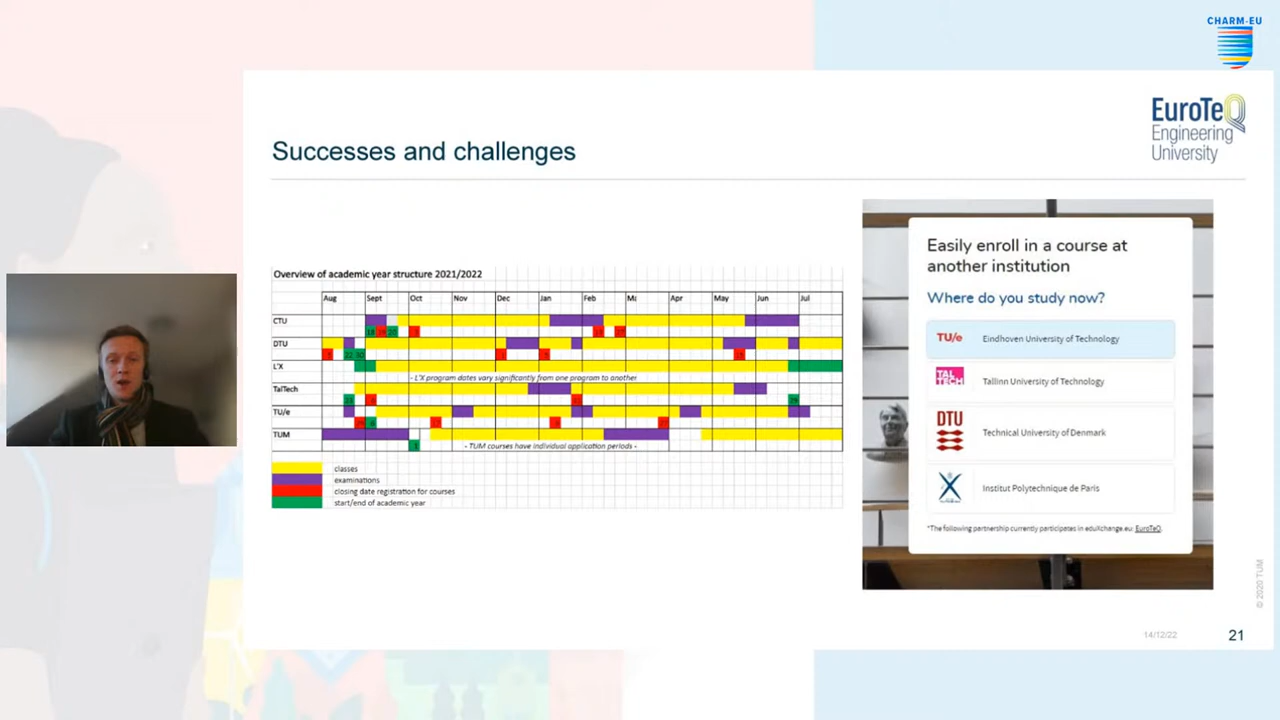 CHARM-EU
EuroTeQ
Engineering
University
Successes and challenges
Overview of academic year structure 2021/2022
Aug Sept Oct Nov Dec Jan Feb Apr May Jun Jul
CTU
DTU
L'X
- L'X program dates vary significantly from one program to another
TalTech
TU/e
TUM
- TUM courses have individual application periods -
classes
examinations
closing date registration for courses
start/end of academic year
Easily enroll in a course at
another institution
Where do you study now?
TU/e Eindhoven University of Technology
TAL TECH Tallinn University of Technology
DTU Technical University of Denmark
Institut Polytechnique de Paris
*The following partnership currently participates in eduXchange.eu: EuroTeQ.
© 2020 TUM
14/12/22
21